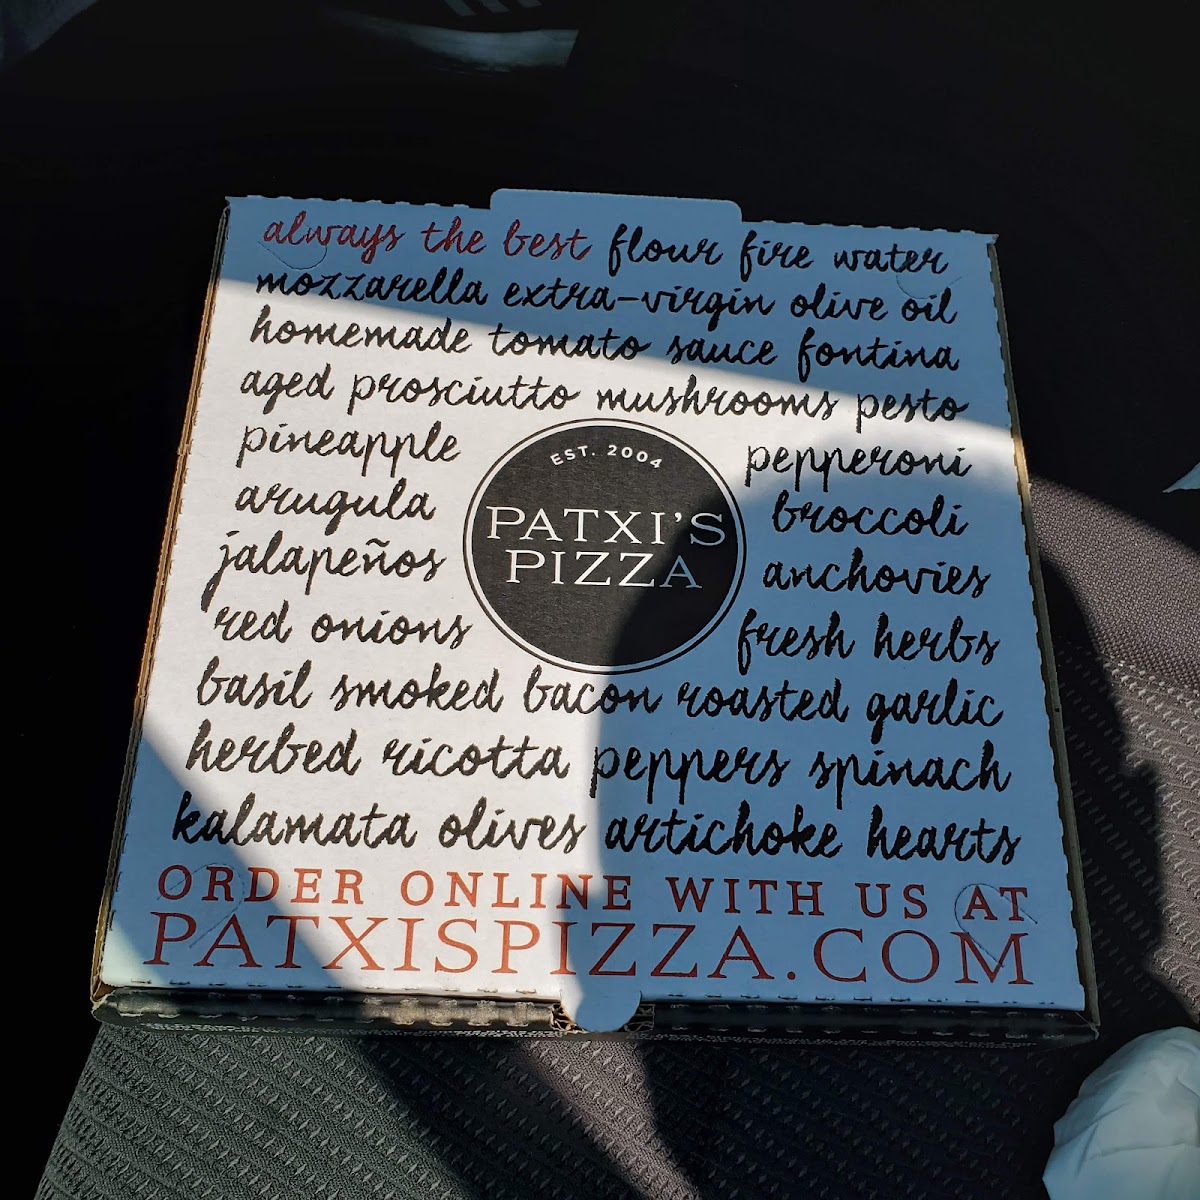 always the best flour fire water
mozzarella extra-virgin olive oil
homemade tomato sauce fontina
aged prosciutto mushrooms pesto
pineapple
arugula
jalapeños
red onions
EST. 2004
PATXI'S
PIZZA
pepperoni
broccoli
anchovies
fresh herbs
basil smoked bacon roasted garlic
herbed ricotta peppers spinach
kalamata olives artichoke hearts
ORDER ONLINE WITH US AT
PATXISPIZZA.COM